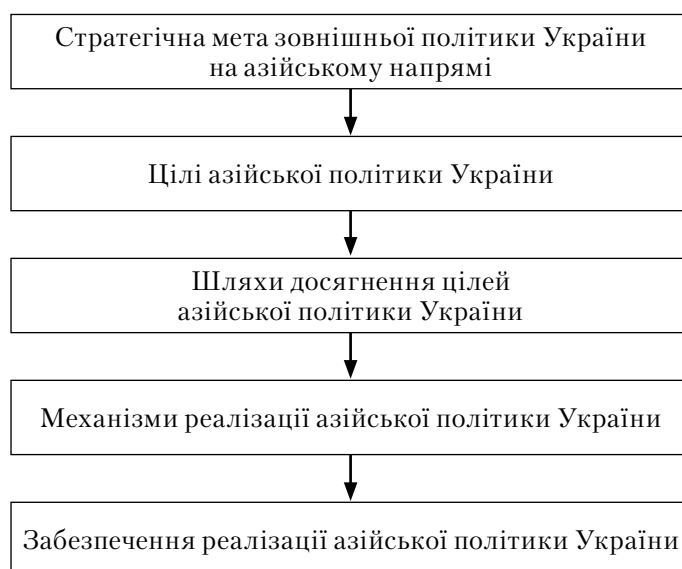 Стратегічна мета зовнішньої політики України
на азійському напрямі
Цілі азійської політики України
Шляхи досягнення цілей
азійської політики України
Механізми реалізації азійської політики України
Забезпечення реалізації азійської політики України